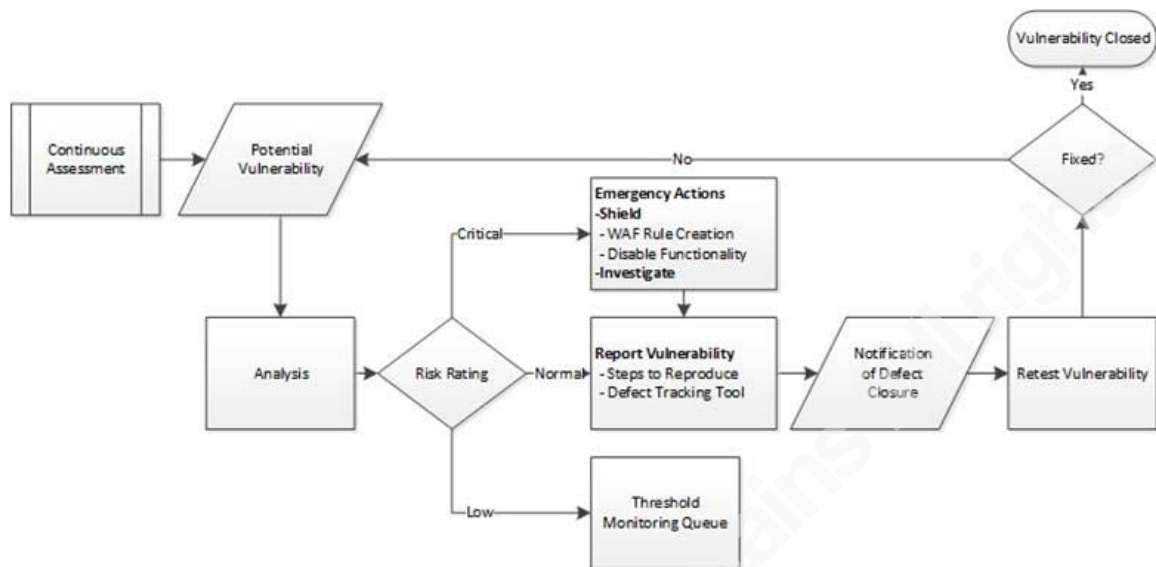 Vulnerability Closed
Yes
Continuous
Assessment
Potential
Vulnerability
No
Fixed?
Emergency Actions
-Shield
- WAF Rule Creation
- Disable Functionality
-Investigate
Critical
Analysis
Risk Rating
Normal
Report Vulnerability
- Steps to Reproduce
- Defect Tracking Tool
Notification
of Defect
Closure
Retest Vulnerability
Low
Threshold
Monitoring Queue